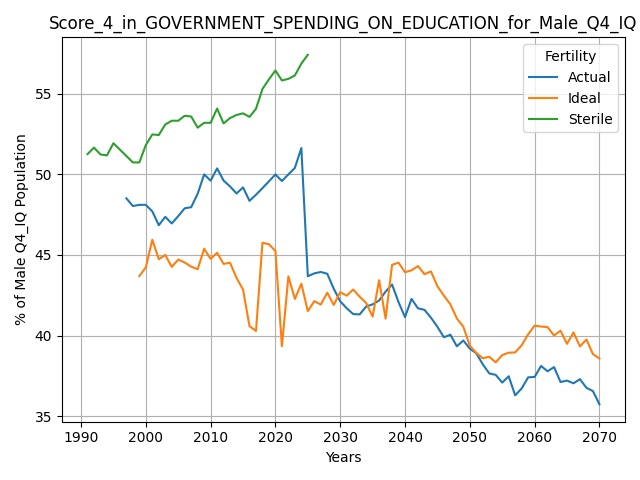 Score_4_in_GOVERNMENT_SPENDING_ON_EDUCATION_for_Male_Q4_IQ
Fertility
Actual
Ideal
Sterile
% of Male Q4_IQ Population
55
50
45
40
35
1990 2000 2010 2020 2030 2040 2050 2060 2070
Years